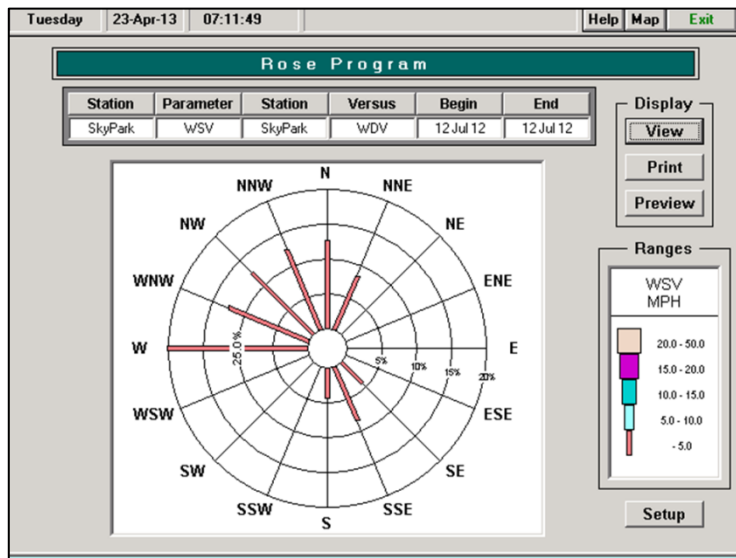 Tuesday 23-Apr-13 07:11:49 Help Map Exit
Rose Program
Station Parameter Station Versus Begin End
SkyPark WSV SkyPark WDV 12 Jul 12 12 Jul 12
Display
View
Print
Preview
N
NNW NNE
NW NE
WNW ENE
W 25.0% 5% 10% 15% 20% E
WSW ESE
SW SE
SSW SSE
S
Ranges
WSV
MPH
20.0 - 50.0
15.0 - 20.0
10.0 - 15.0
5.0 - 10.0
- 5.0
Setup